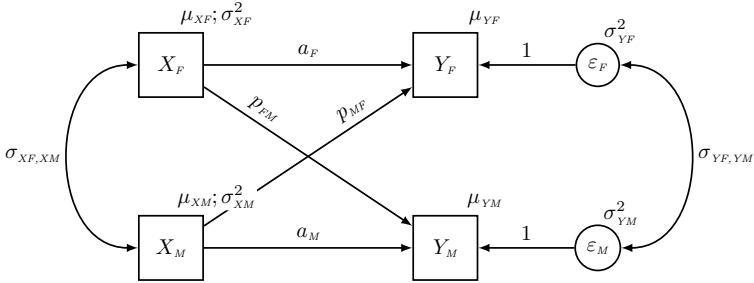 μ_XF; σ²_XF
μ_YF
σ²_YF
X_F
a_F
Y_F
1
ε_F
p_FM
p_MF
σ_XF,XM
σ_YF,YM
μ_XM; σ²_XM
μ_YM
σ²_YM
X_M
a_M
Y_M
1
ε_M